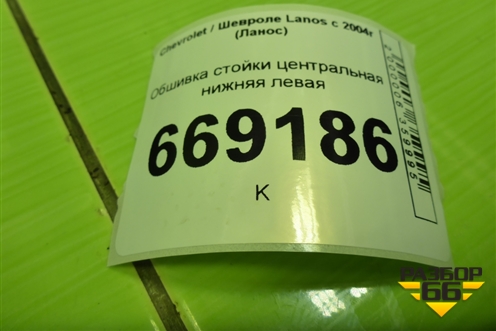 Chevrolet / Шевроле Lanos с 2004г
(Ланос)
Обшивка стойки центральная
нижняя левая
669186
К
РАЗБОР
66